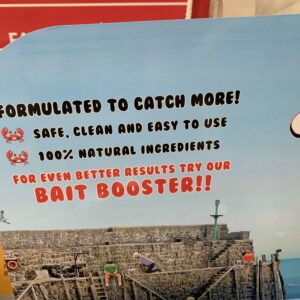 FORMULATED TO CATCH MORE!
SAFE, CLEAN AND EASY TO USE
100% NATURAL INGREDIENTS
FOR EVEN BETTER RESULTS TRY OUR
BAIT BOOSTER!!